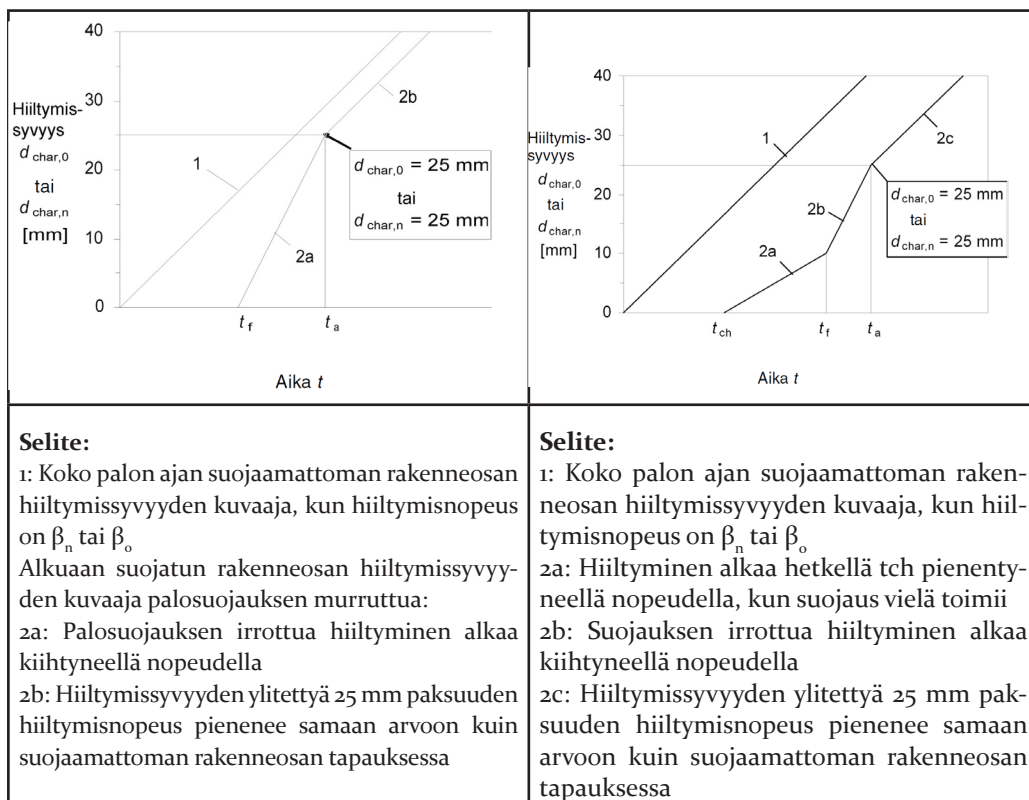 40
30
20
10
0
Hiiltymis-
syvyys
d char,0
tai
d char,n
[mm]
1
2a
2b
d char,0 = 25 mm
tai
d char,n = 25 mm
t f
t a
Aika t
40
30
20
10
0
Hiiltymis-
syvyys
d char,0
tai
d char,n
[mm]
1
2a
2b
2c
d char,0 = 25 mm
tai
d char,n = 25 mm
t ch
t f
t a
Aika t
Selite:
1: Koko palon ajan suojaamattoman rakenneosan
hiiltymissyvyyden kuvaaja, kun hiiltymisnopeus
on βn tai βo
Alkuaan suojatun rakenneosan hiiltymissyvyy-
den kuvaaja palosuojauksen murruttua:
2a: Palosuojauksen irrottua hiiltyminen alkaa
kiihtyneellä nopeudella
2b: Hiiltymissyvyyden ylitettyä 25 mm paksuuden
hiiltymisnopeus pienenee samaan arvoon kuin
suojaamattoman rakenneosan tapauksessa
Selite:
1: Koko palon ajan suojaamattoman raken-
neosan hiiltymissyvyyden kuvaaja, kun hiil-
tymisnopeus on βn tai βo
2a: Hiiltyminen alkaa hetkellä tch pienenty-
neellä nopeudella, kun suojaus vielä toimii
2b: Suojauksen irrottua hiiltyminen alkaa
kiihtyneellä nopeudella
2c: Hiiltymissyvyyden ylitettyä 25 mm pak-
suuden hiiltymisnopeus pienenee samaan
arvoon kuin suojaamattoman rakenneosan
tapauksessa